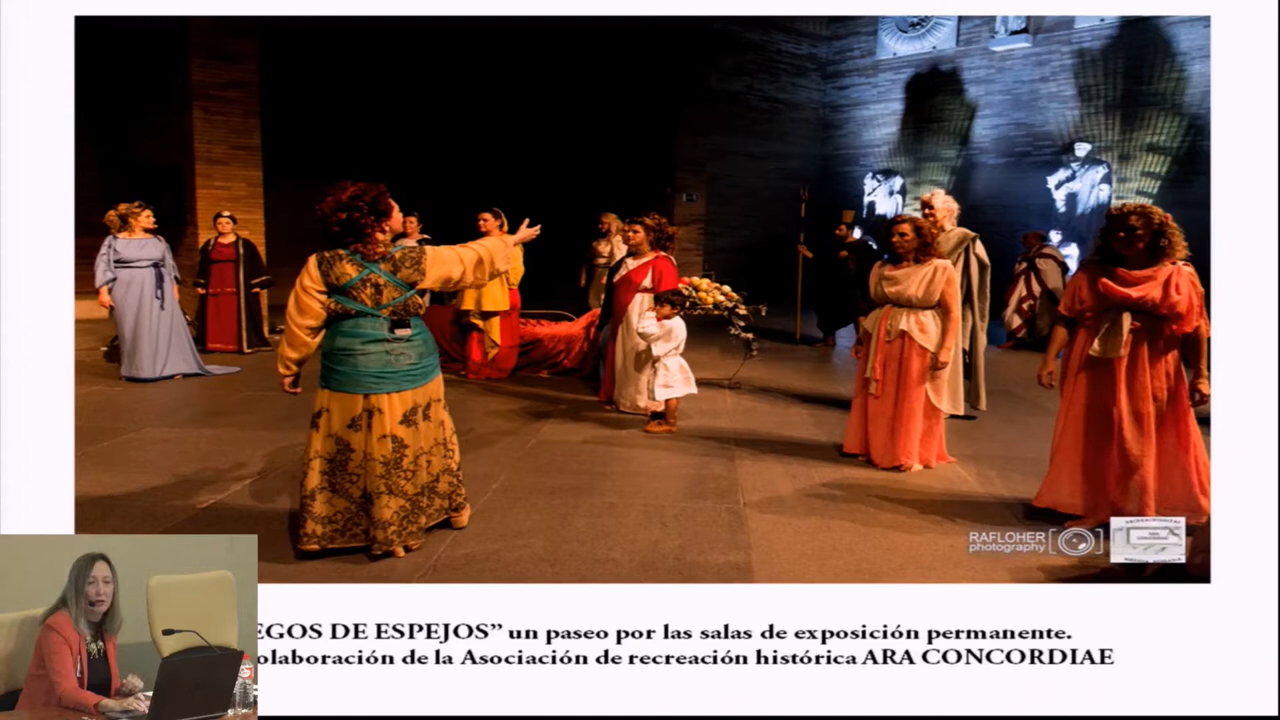 RAFLOHER
photography
EGOS DE ESPEJOS” un paseo por las salas de exposición permanente.
olaboración de la Asociación de recreación histórica ARA CONCORDIAE